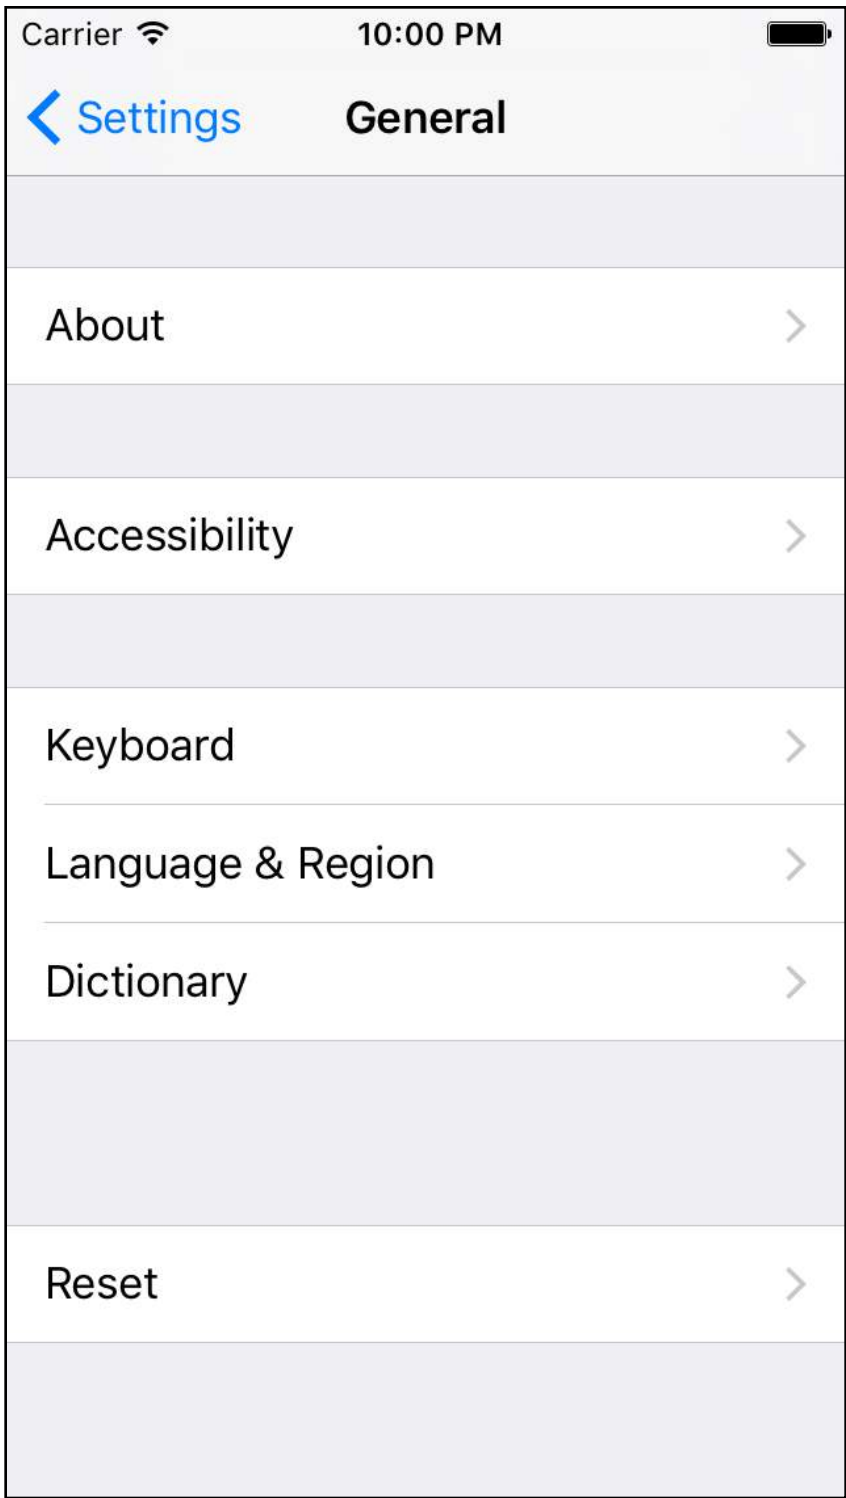 Carrier 10:00 PM
Settings General
About
Accessibility
Keyboard
Language & Region
Dictionary
Reset